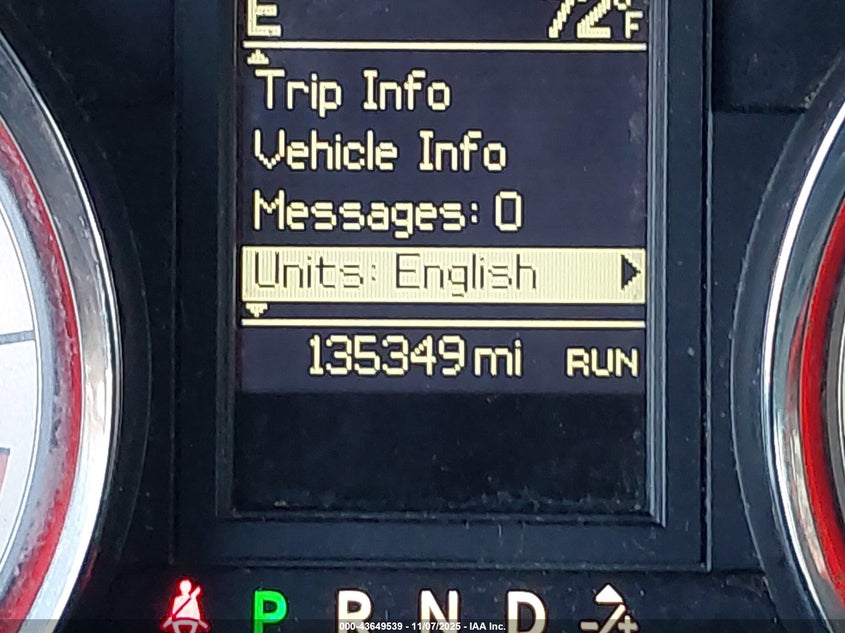 E 72°F
Trip Info
Vehicle Info
Messages: 0
Units: English
135349 mi RUN
P R N D
000-43649539 - 11/07/2025 - IAA Inc.